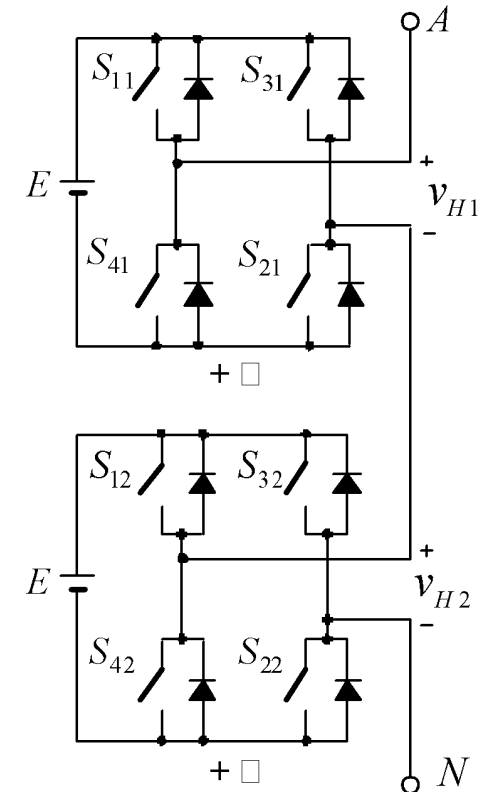 A
S11 S31
+
E
vH1
−
S41 S21
+ □
S12 S32
+
E
vH2
−
S42 S22
+ □
N